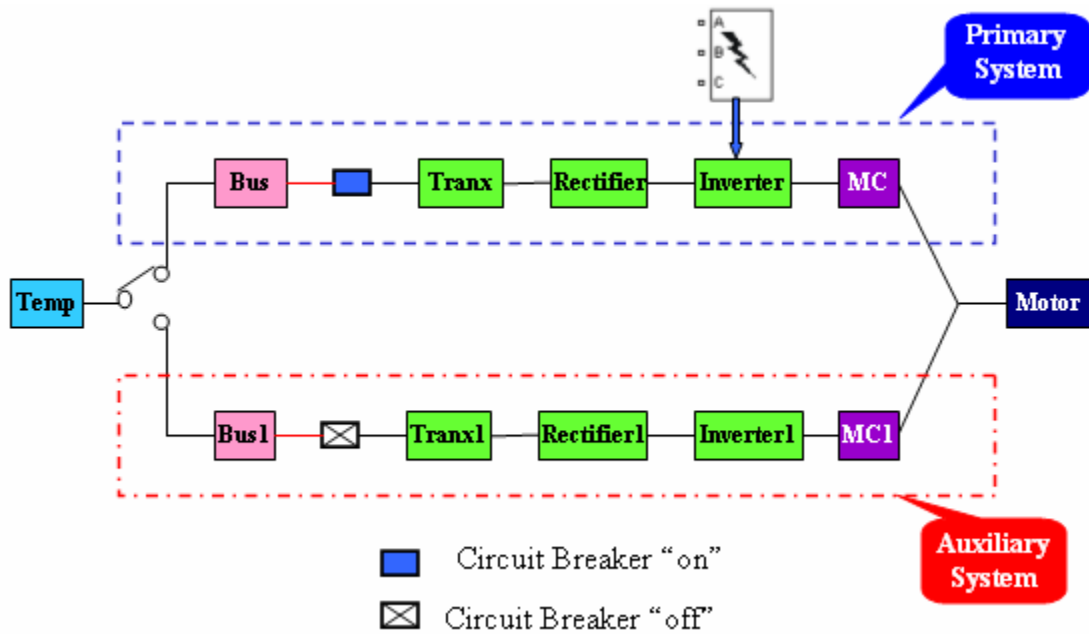 A
B
C
Primary
System
Bus
Tranx
Rectifier
Inverter
MC
Temp
Motor
Bus1
Tranx1
Rectifier1
Inverter1
MC1
Auxiliary
System
Circuit Breaker “on”
Circuit Breaker “off”